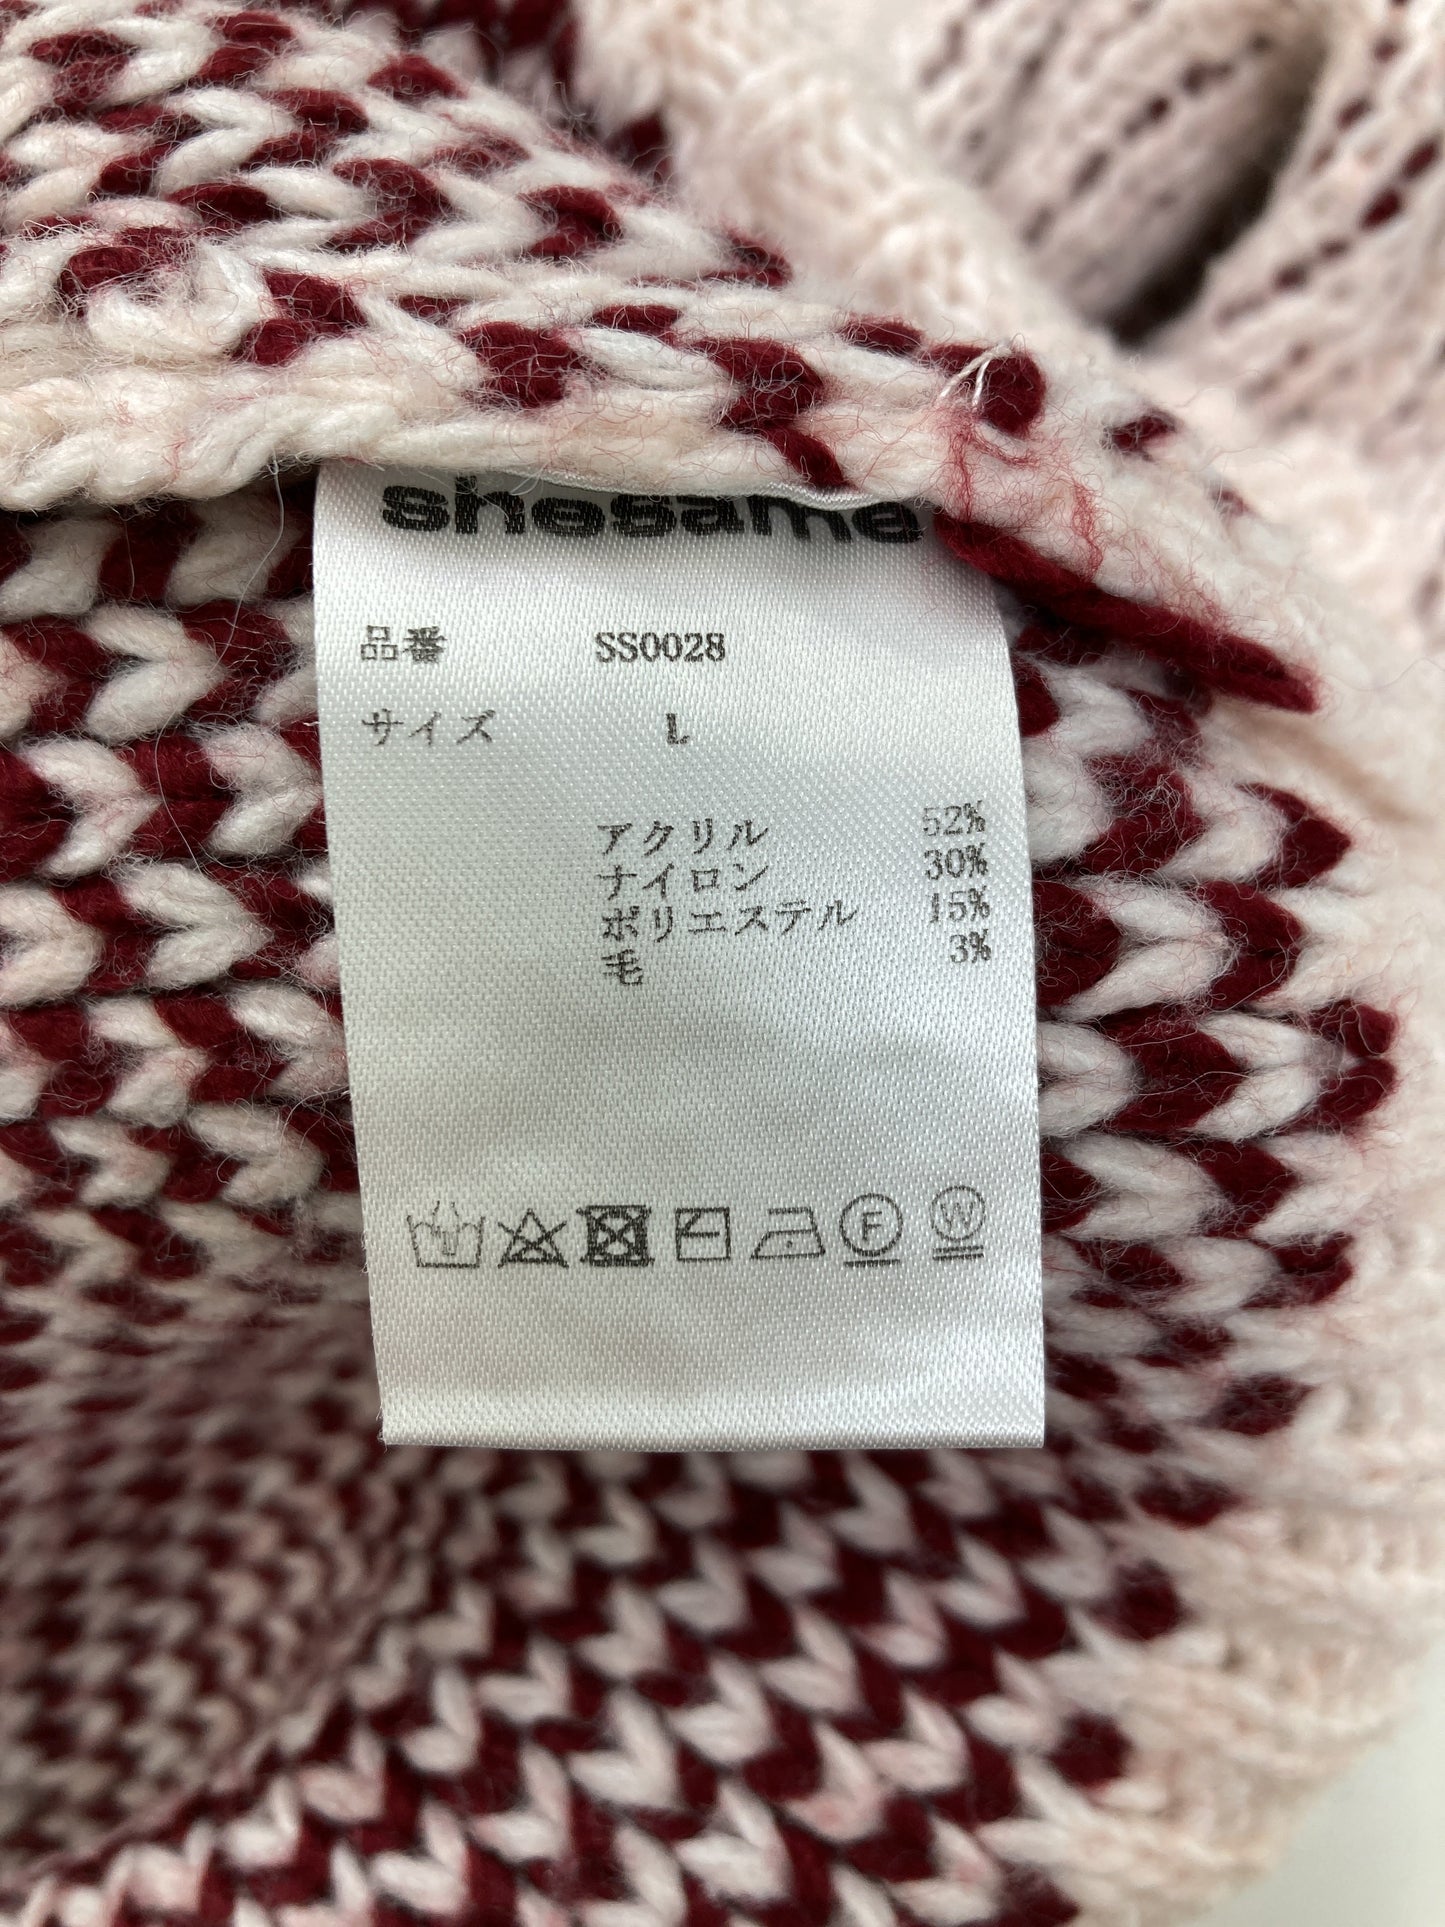 shesame
品番 SS0028
サイズ L
アクリル 52%
ナイロン 30%
ポリエステル 15%
毛 3%
F W